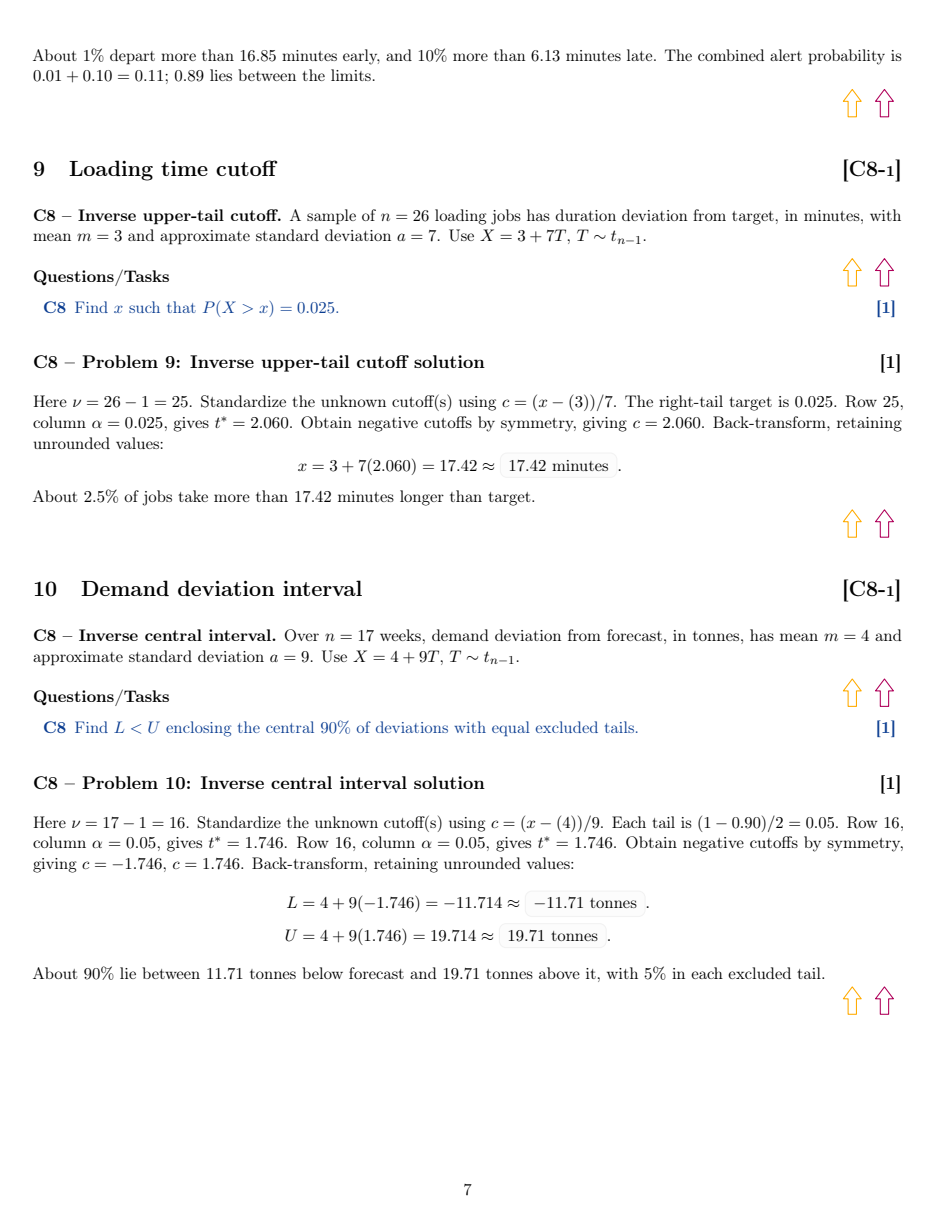 About 1% depart more than 16.85 minutes early, and 10% more than 6.13 minutes late. The combined alert probability is
0.01 + 0.10 = 0.11; 0.89 lies between the limits.
9 Loading time cutoff [C8-1]
C8 – Inverse upper-tail cutoff. A sample of n = 26 loading jobs has duration deviation from target, in minutes, with
mean m = 3 and approximate standard deviation a = 7. Use X = 3 + 7T, T ∼ tₙ₋₁.
Questions/Tasks
C8 Find x such that P(X > x) = 0.025. [1]
C8 – Problem 9: Inverse upper-tail cutoff solution [1]
Here ν = 26 − 1 = 25. Standardize the unknown cutoff(s) using c = (x − (3))/7. The right-tail target is 0.025. Row 25,
column α = 0.025, gives t* = 2.060. Obtain negative cutoffs by symmetry, giving c = 2.060. Back-transform, retaining
unrounded values:
x = 3 + 7(2.060) = 17.42 ≈ 17.42 minutes .
About 2.5% of jobs take more than 17.42 minutes longer than target.
10 Demand deviation interval [C8-1]
C8 – Inverse central interval. Over n = 17 weeks, demand deviation from forecast, in tonnes, has mean m = 4 and
approximate standard deviation a = 9. Use X = 4 + 9T, T ∼ tₙ₋₁.
Questions/Tasks
C8 Find L < U enclosing the central 90% of deviations with equal excluded tails. [1]
C8 – Problem 10: Inverse central interval solution [1]
Here ν = 17 − 1 = 16. Standardize the unknown cutoff(s) using c = (x − (4))/9. Each tail is (1 − 0.90)/2 = 0.05. Row 16,
column α = 0.05, gives t* = 1.746. Row 16, column α = 0.05, gives t* = 1.746. Obtain negative cutoffs by symmetry,
giving c = −1.746, c = 1.746. Back-transform, retaining unrounded values:
L = 4 + 9(−1.746) = −11.714 ≈ −11.71 tonnes .
U = 4 + 9(1.746) = 19.714 ≈ 19.71 tonnes .
About 90% lie between 11.71 tonnes below forecast and 19.71 tonnes above it, with 5% in each excluded tail.
7